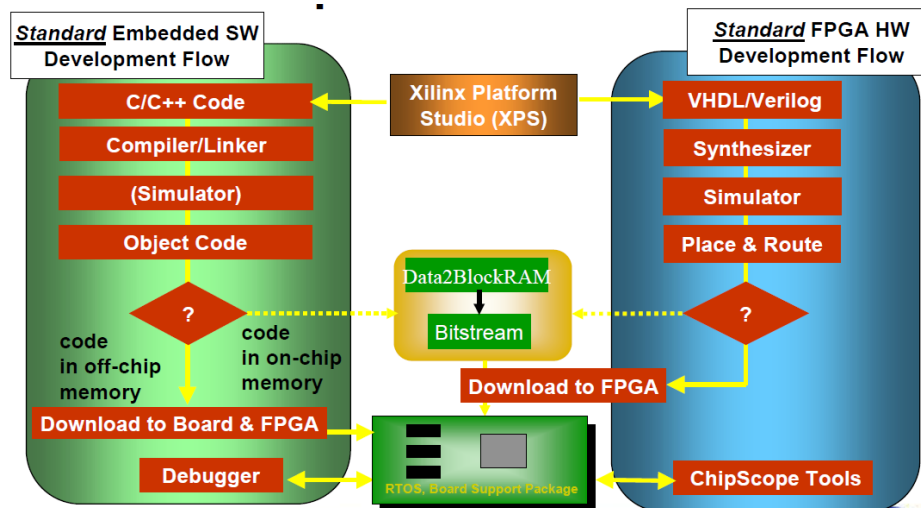 Standard Embedded SW
Development Flow
C/C++ Code
Compiler/Linker
(Simulator)
Object Code
?
code
in off-chip
memory
code
in on-chip
memory
Download to Board & FPGA
Debugger
Xilinx Platform
Studio (XPS)
Data2BlockRAM
Bitstream
RTOS, Board Support Package
Standard FPGA HW
Development Flow
VHDL/Verilog
Synthesizer
Simulator
Place & Route
?
Download to FPGA
ChipScope Tools